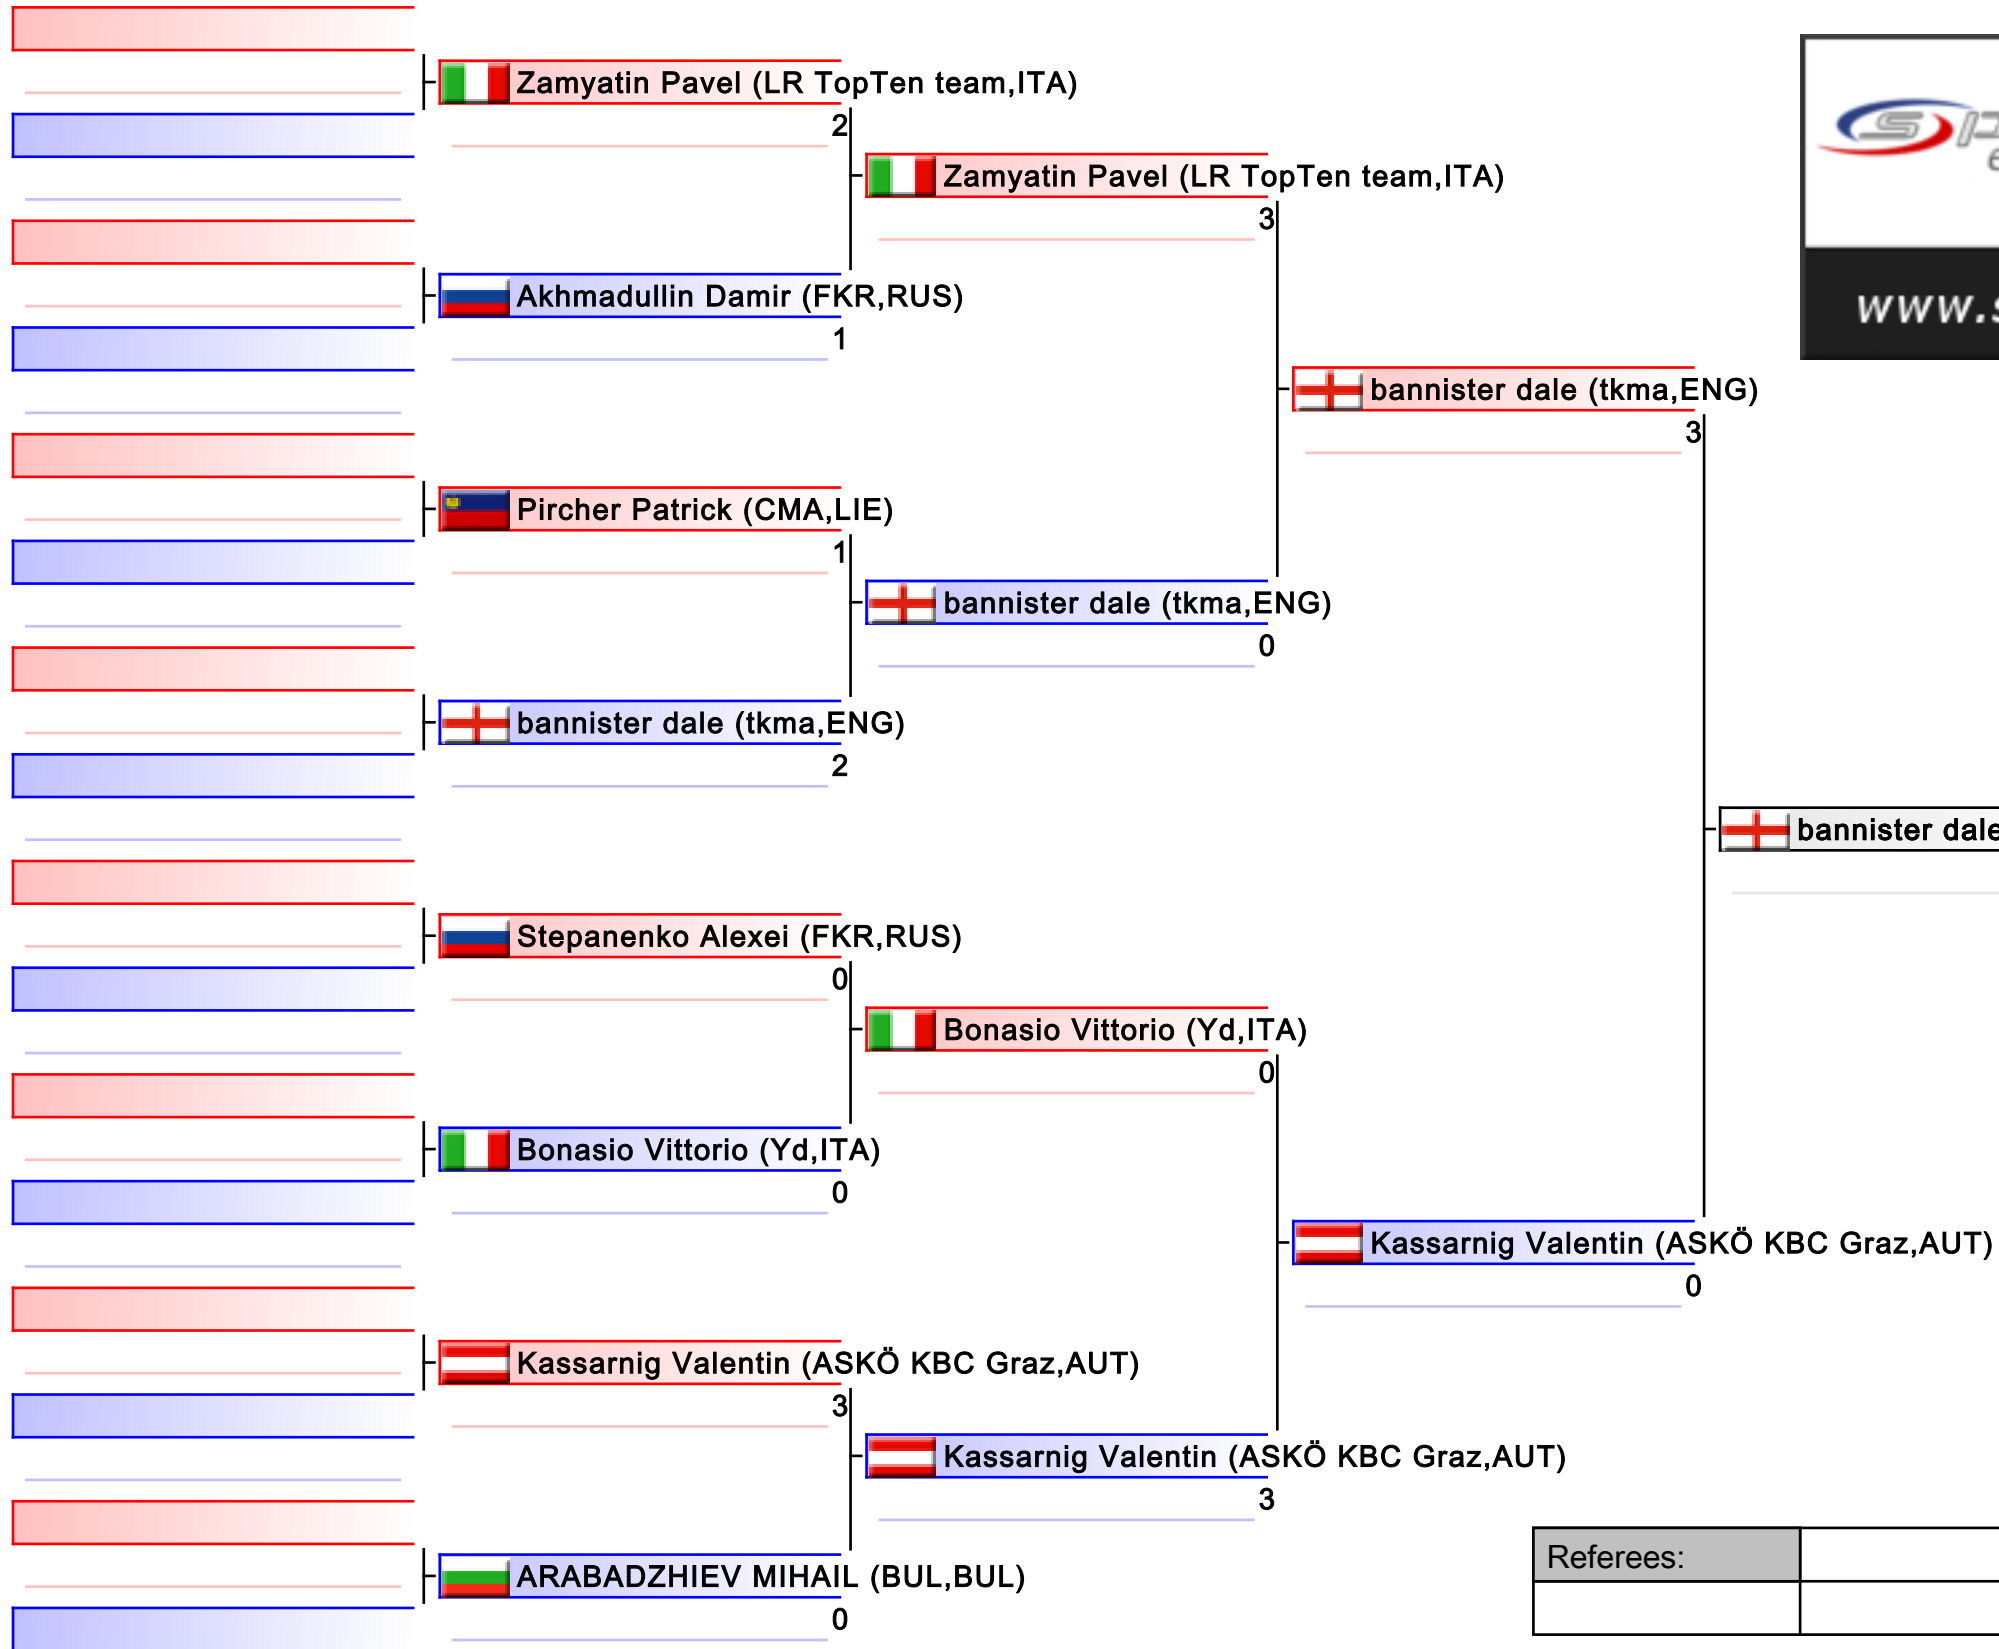 Zamyatin Pavel (LR TopTen team,ITA)
2
Zamyatin Pavel (LR TopTen team,ITA)
3
Akhmadullin Damir (FKR,RUS)
1
www.s
bannister dale (tkma,ENG)
3
Pircher Patrick (CMA,LIE)
1
bannister dale (tkma,ENG)
0
bannister dale (tkma,ENG)
2
bannister dale
Stepanenko Alexei (FKR,RUS)
0
Bonasio Vittorio (Yd,ITA)
0
Bonasio Vittorio (Yd,ITA)
0
Kassarnig Valentin (ASKÖ KBC Graz,AUT)
0
Kassarnig Valentin (ASKÖ KBC Graz,AUT)
3
Kassarnig Valentin (ASKÖ KBC Graz,AUT)
3
Referees:
ARABADZHIEV MIHAIL (BUL,BUL)
0